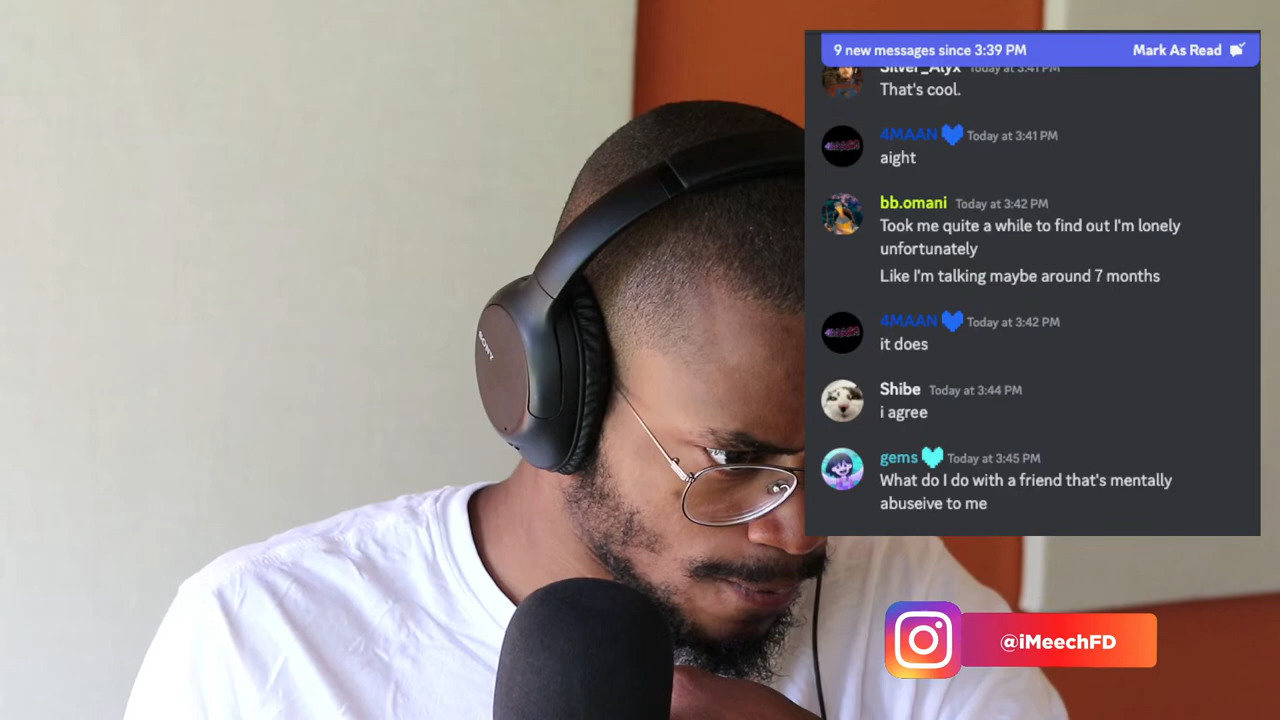 9 new messages since 3:39 PM Mark As Read
Silver_Alyx Today at 3:41 PM
That's cool.
4MAAN Today at 3:41 PM
aight
bb.omani Today at 3:42 PM
Took me quite a while to find out I'm lonely
unfortunately
Like I'm talking maybe around 7 months
4MAAN Today at 3:42 PM
it does
Shibe Today at 3:44 PM
i agree
gems Today at 3:45 PM
What do I do with a friend that's mentally
abuseive to me
SONY
@iMeechFD